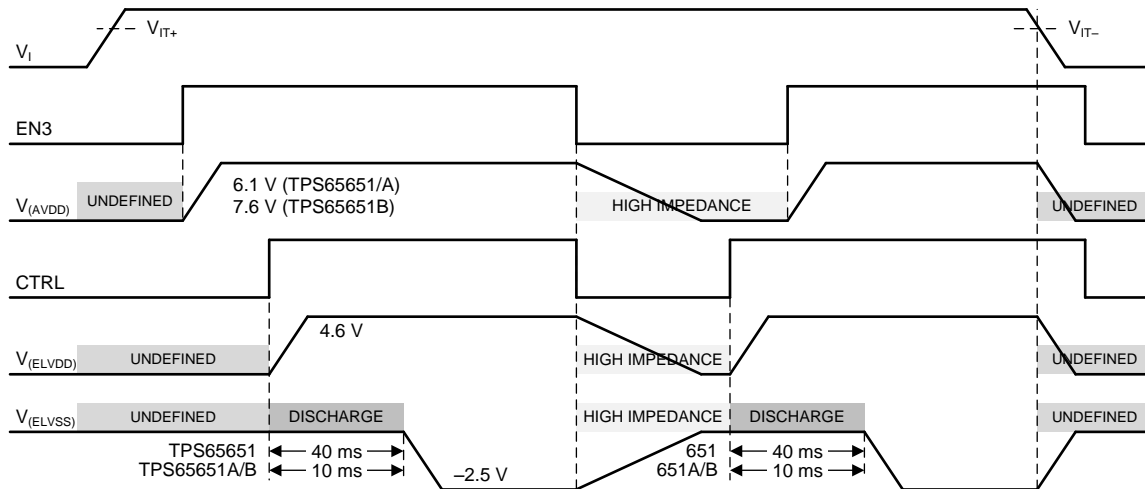 V_IT+
V_IT–
V_I
EN3
V_(AVDD)
UNDEFINED
6.1 V (TPS65651/A)
7.6 V (TPS65651B)
HIGH IMPEDANCE
UNDEFINED
CTRL
4.6 V
V_(ELVDD)
UNDEFINED
HIGH IMPEDANCE
UNDEFINED
V_(ELVSS)
UNDEFINED
DISCHARGE
HIGH IMPEDANCE
DISCHARGE
UNDEFINED
TPS65651
40 ms
651
40 ms
TPS65651A/B
10 ms
–2.5 V
651A/B
10 ms